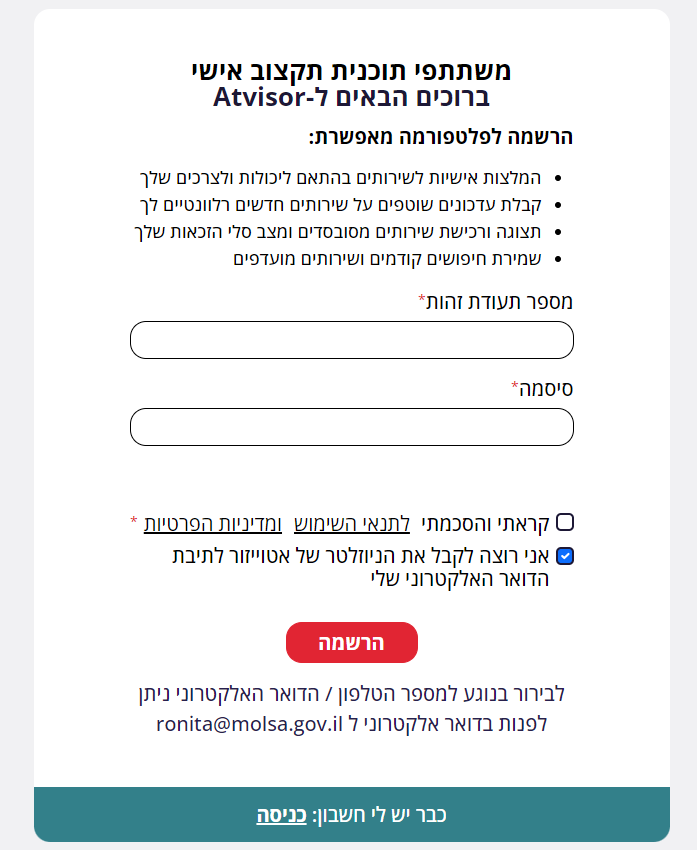 משתתפי תוכנית תקצוב אישי
ברוכים הבאים ל-Atvisor
הרשמה לפלטפורמה מאפשרת:
• המלצות אישיות לשירותים בהתאם ליכולות ולצרכים שלך
• קבלת עדכונים שוטפים על שירותים חדשים רלוונטיים לך
• תצוגה ורכישת שירותים מסובסדים ומצב סלי הזכאות שלך
• שמירת חיפושים קודמים ושירותים מועדפים
מספר תעודת זהות*
סיסמה*
קראתי והסכמתי לתנאי השימוש ומדיניות הפרטיות *
אני רוצה לקבל את הניוזלטר של אטוייזור לתיבת
הדואר האלקטרוני שלי
הרשמה
לבירור בנוגע למספר הטלפון / הדואר האלקטרוני ניתן
לפנות בדואר אלקטרוני ל ronita@molsa.gov.il
כבר יש לי חשבון: כניסה